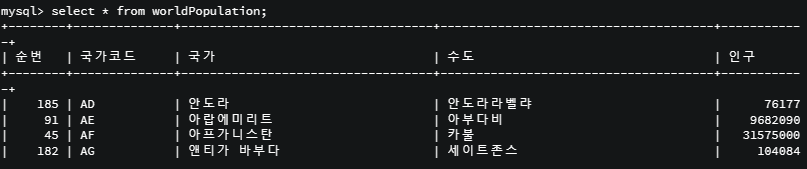 mysql> select * from worldPopulation;
+--------+--------------+----------------------------------+-------------------------------------+-----------
-+
| 순번 | 국가코드 | 국가 | 수도 | 인구
+--------+--------------+----------------------------------+-------------------------------------+-----------
-+
| 185 | AD | 안도라 | 안도라라벨랴 | 76177
| 91 | AE | 아랍에미리트 | 아부다비 | 9682090
| 45 | AF | 아프가니스탄 | 카불 | 31575000
| 182 | AG | 앤티가 바부다 | 세이트존스 | 104084